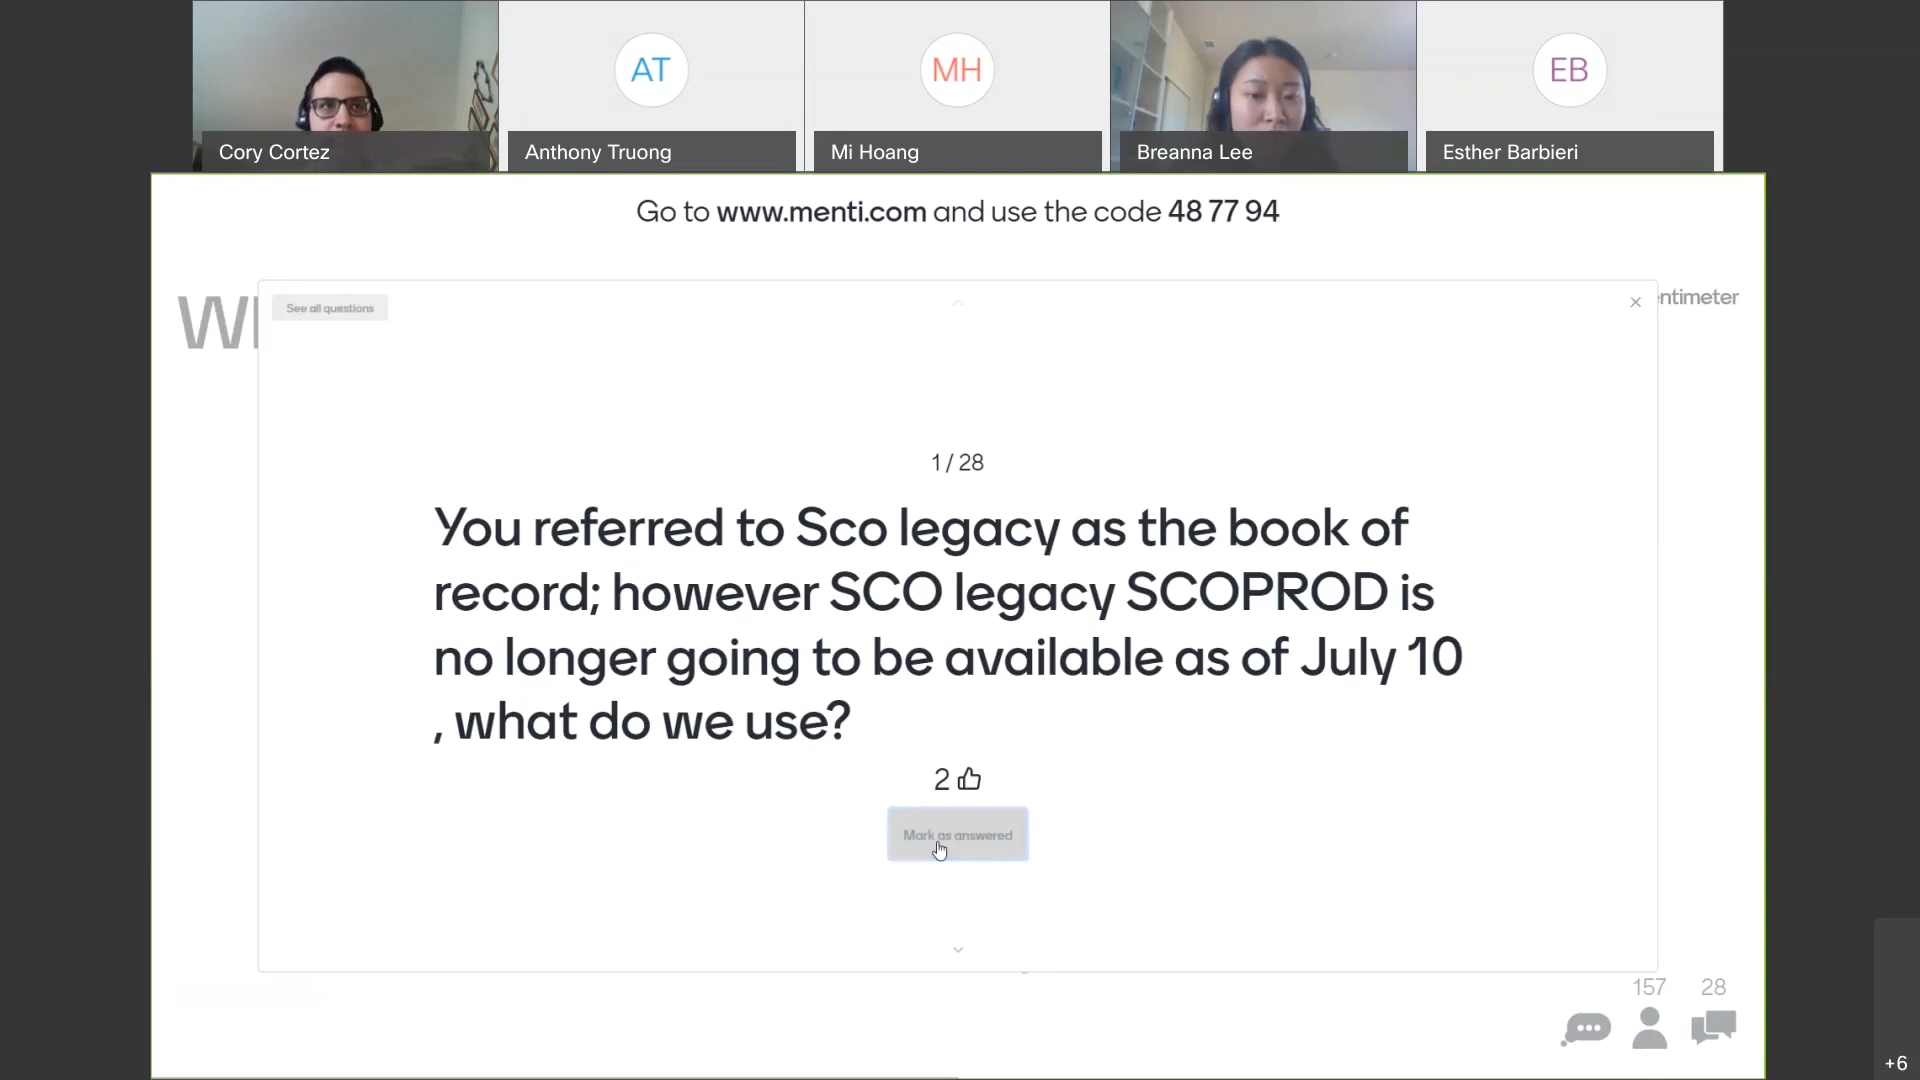 AT
MH
EB
Cory Cortez
Anthony Truong
Mi Hoang
Breanna Lee
Esther Barbieri
Go to www.menti.com and use the code 48 77 94
See all questions
entimeter
1 / 28
You referred to Sco legacy as the book of
record; however SCO legacy SCOPROD is
no longer going to be available as of July 10
, what do we use?
2
Mark as answered
157
28
+6